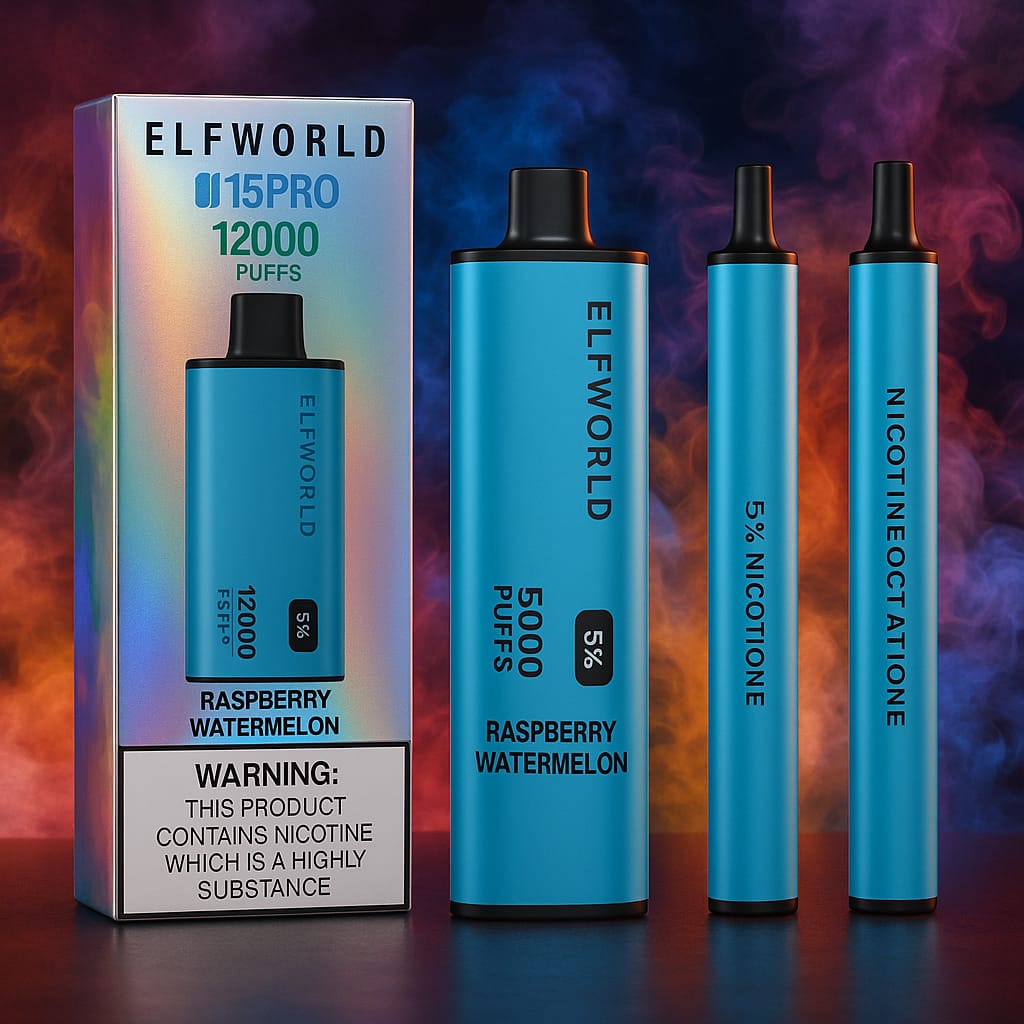 ELFWORLD
15PRO
12000
PUFFS
ELFWORLD
12000
5%
RASPBERRY
WATERMELON
WARNING:
THIS PRODUCT
CONTAINS NICOTINE
WHICH IS A HIGHLY
SUBSTANCE
ELFWORLD
5000
PUFFS
5%
RASPBERRY
WATERMELON
5% NICOTIONE
NICOTINEOCTATIONE